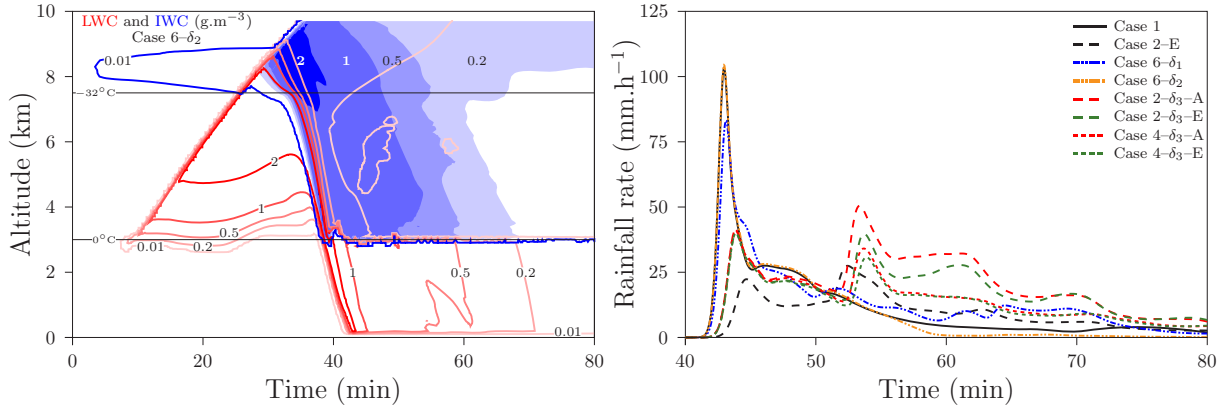 LWC and IWC (g.m⁻³)
Case 6–δ₂
Altitude (km)
10
8
6
4
2
0
−32°C
0°C
0.01
2
1
0.5
0.2
2
1
0.5
0.2
0.01
1
0.5
0.2
0.01
0
20
40
60
80
Time (min)
Rainfall rate (mm.h⁻¹)
125
100
75
50
25
0
Case 1
Case 2–E
Case 6–δ₁
Case 6–δ₂
Case 2–δ₃–A
Case 2–δ₃–E
Case 4–δ₃–A
Case 4–δ₃–E
40
50
60
70
80
Time (min)